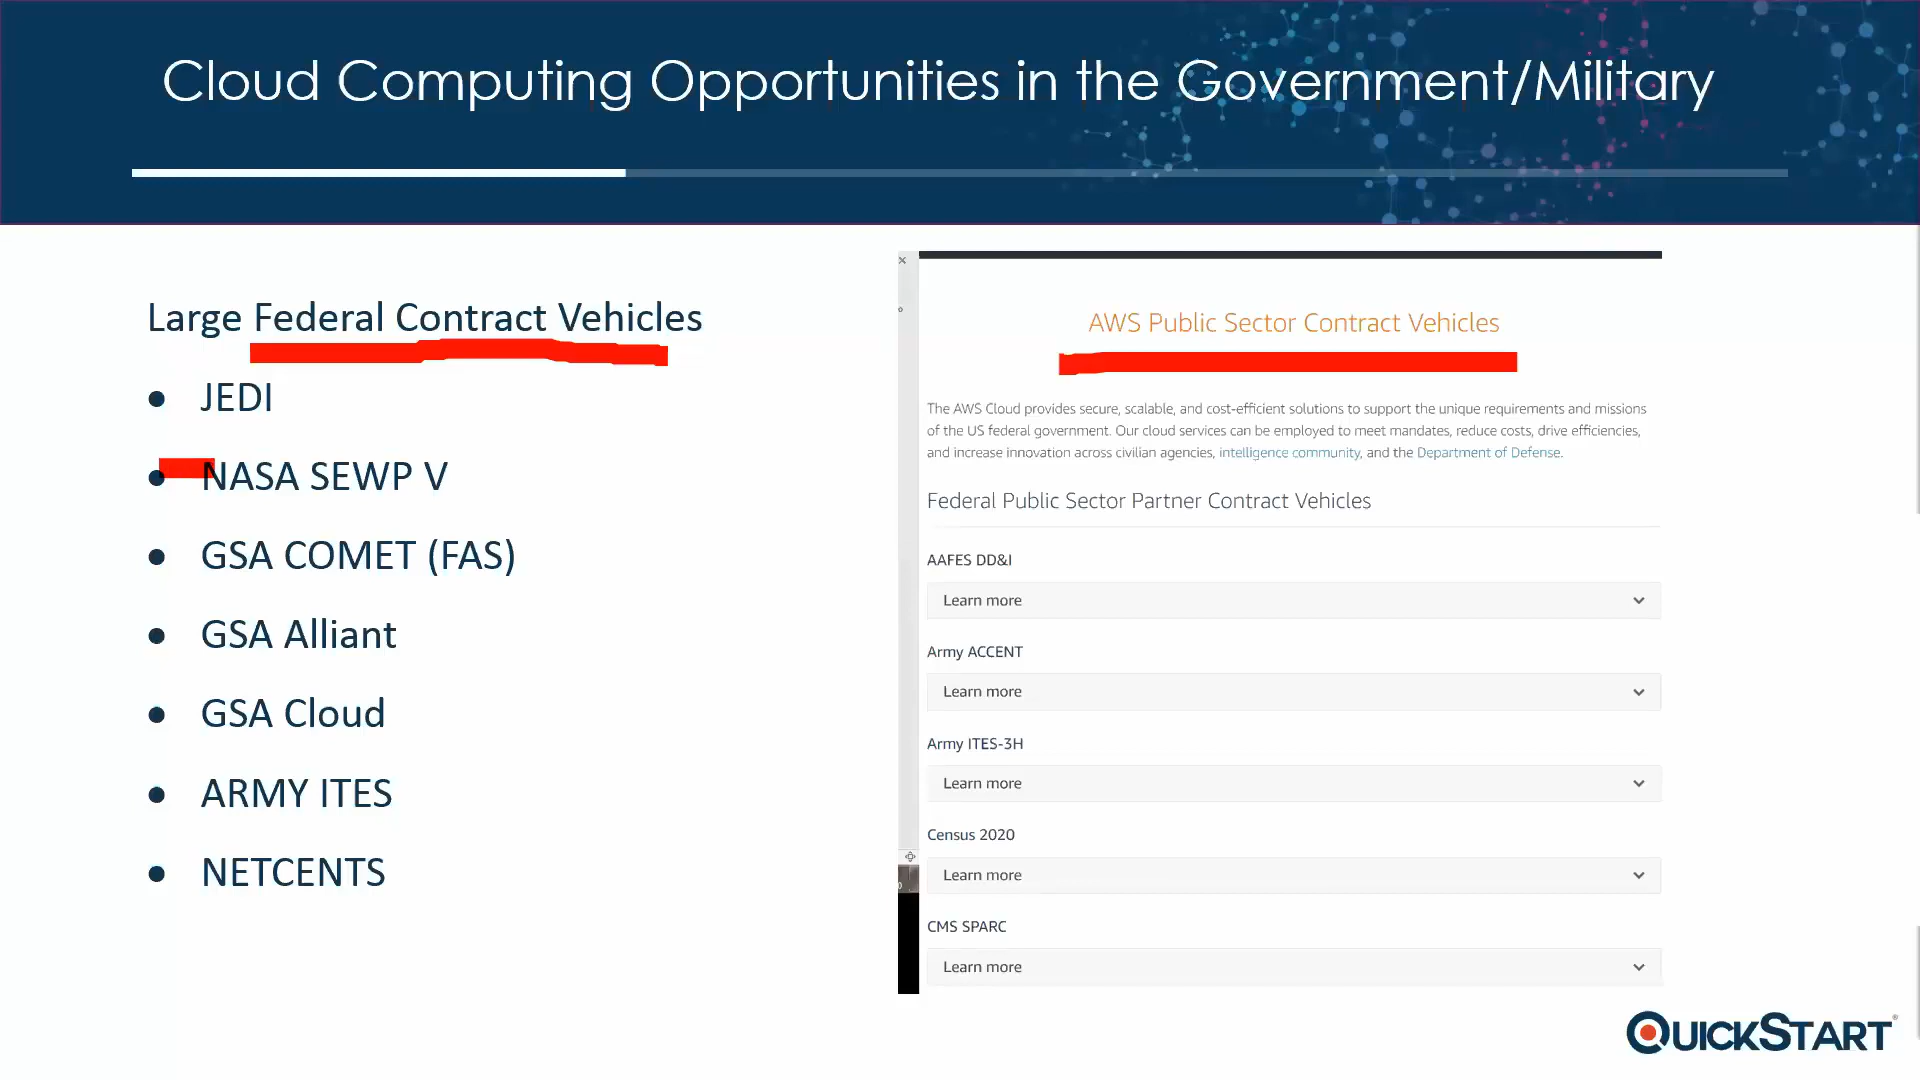 Cloud Computing Opportunities in the Government/Military
Large Federal Contract Vehicles
● JEDI
● NASA SEWP V
● GSA COMET (FAS)
● GSA Alliant
● GSA Cloud
● ARMY ITES
● NETCENTS
AWS Public Sector Contract Vehicles
The AWS Cloud provides secure, scalable, and cost-efficient solutions to support the unique requirements and missions
of the US federal government. Our cloud services can be employed to meet mandates, reduce costs, drive efficiencies,
and increase innovation across civilian agencies, intelligence community, and the Department of Defense.
Federal Public Sector Partner Contract Vehicles
AAFES DD&I
Learn more
Army ACCENT
Learn more
Army ITES-3H
Learn more
Census 2020
Learn more
CMS SPARC
Learn more
QUICKSTART®